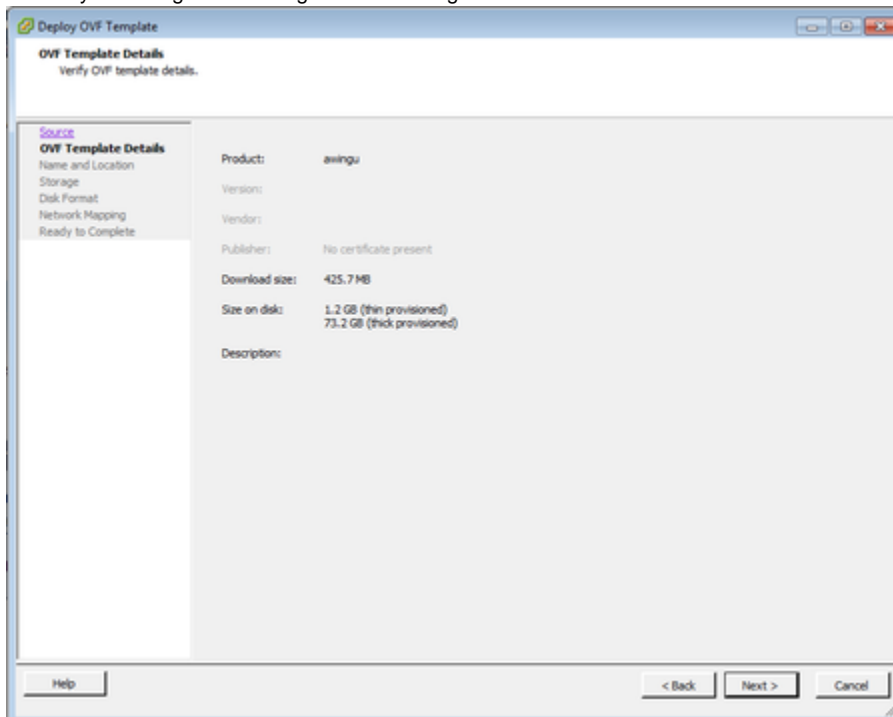 Deploy OVF Template
OVF Template Details
Verify OVF template details.
Source
OVF Template Details
Name and Location
Storage
Disk Format
Network Mapping
Ready to Complete
Product: awingu
Version:
Vendor:
Publisher: No certificate present
Download size: 425.7 MB
Size on disk: 1.2 GB (thin provisioned)
73.2 GB (thick provisioned)
Description:
Help
< Back
Next >
Cancel